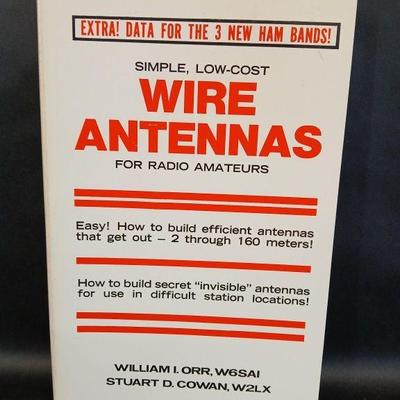 EXTRA! DATA FOR THE 3 NEW HAM BANDS!
SIMPLE, LOW-COST
WIRE
ANTENNAS
FOR RADIO AMATEURS
Easy! How to build efficient antennas
that get out – 2 through 160 meters!
How to build secret "invisible" antennas
for use in difficult station locations!
WILLIAM I. ORR, W6SAI
STUART D. COWAN, W2LX